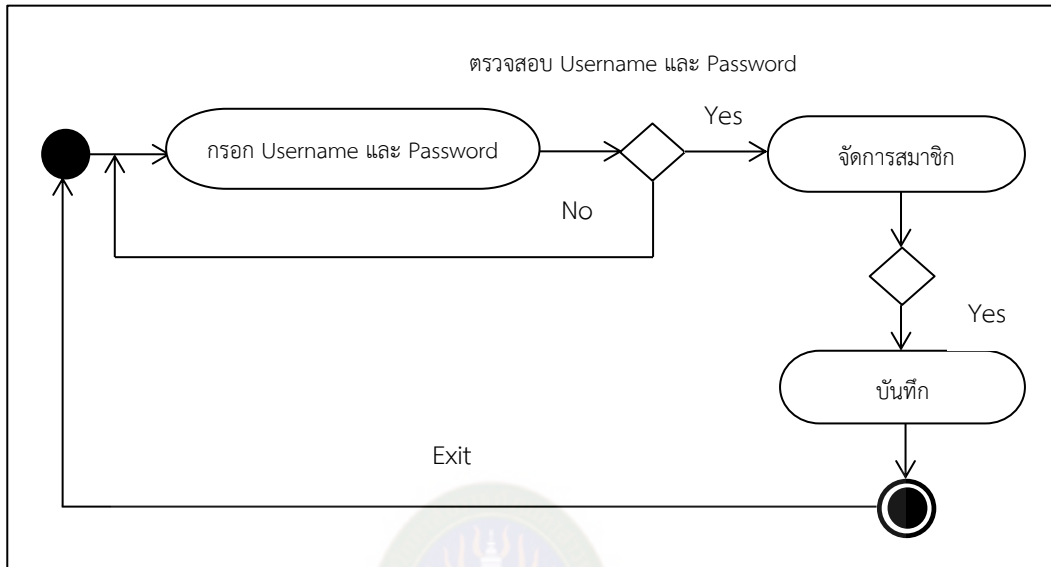 ตรวจสอบ Username และ Password
Yes
กรอก Username และ Password
จัดการสมาชิก
No
Yes
บันทึก
Exit